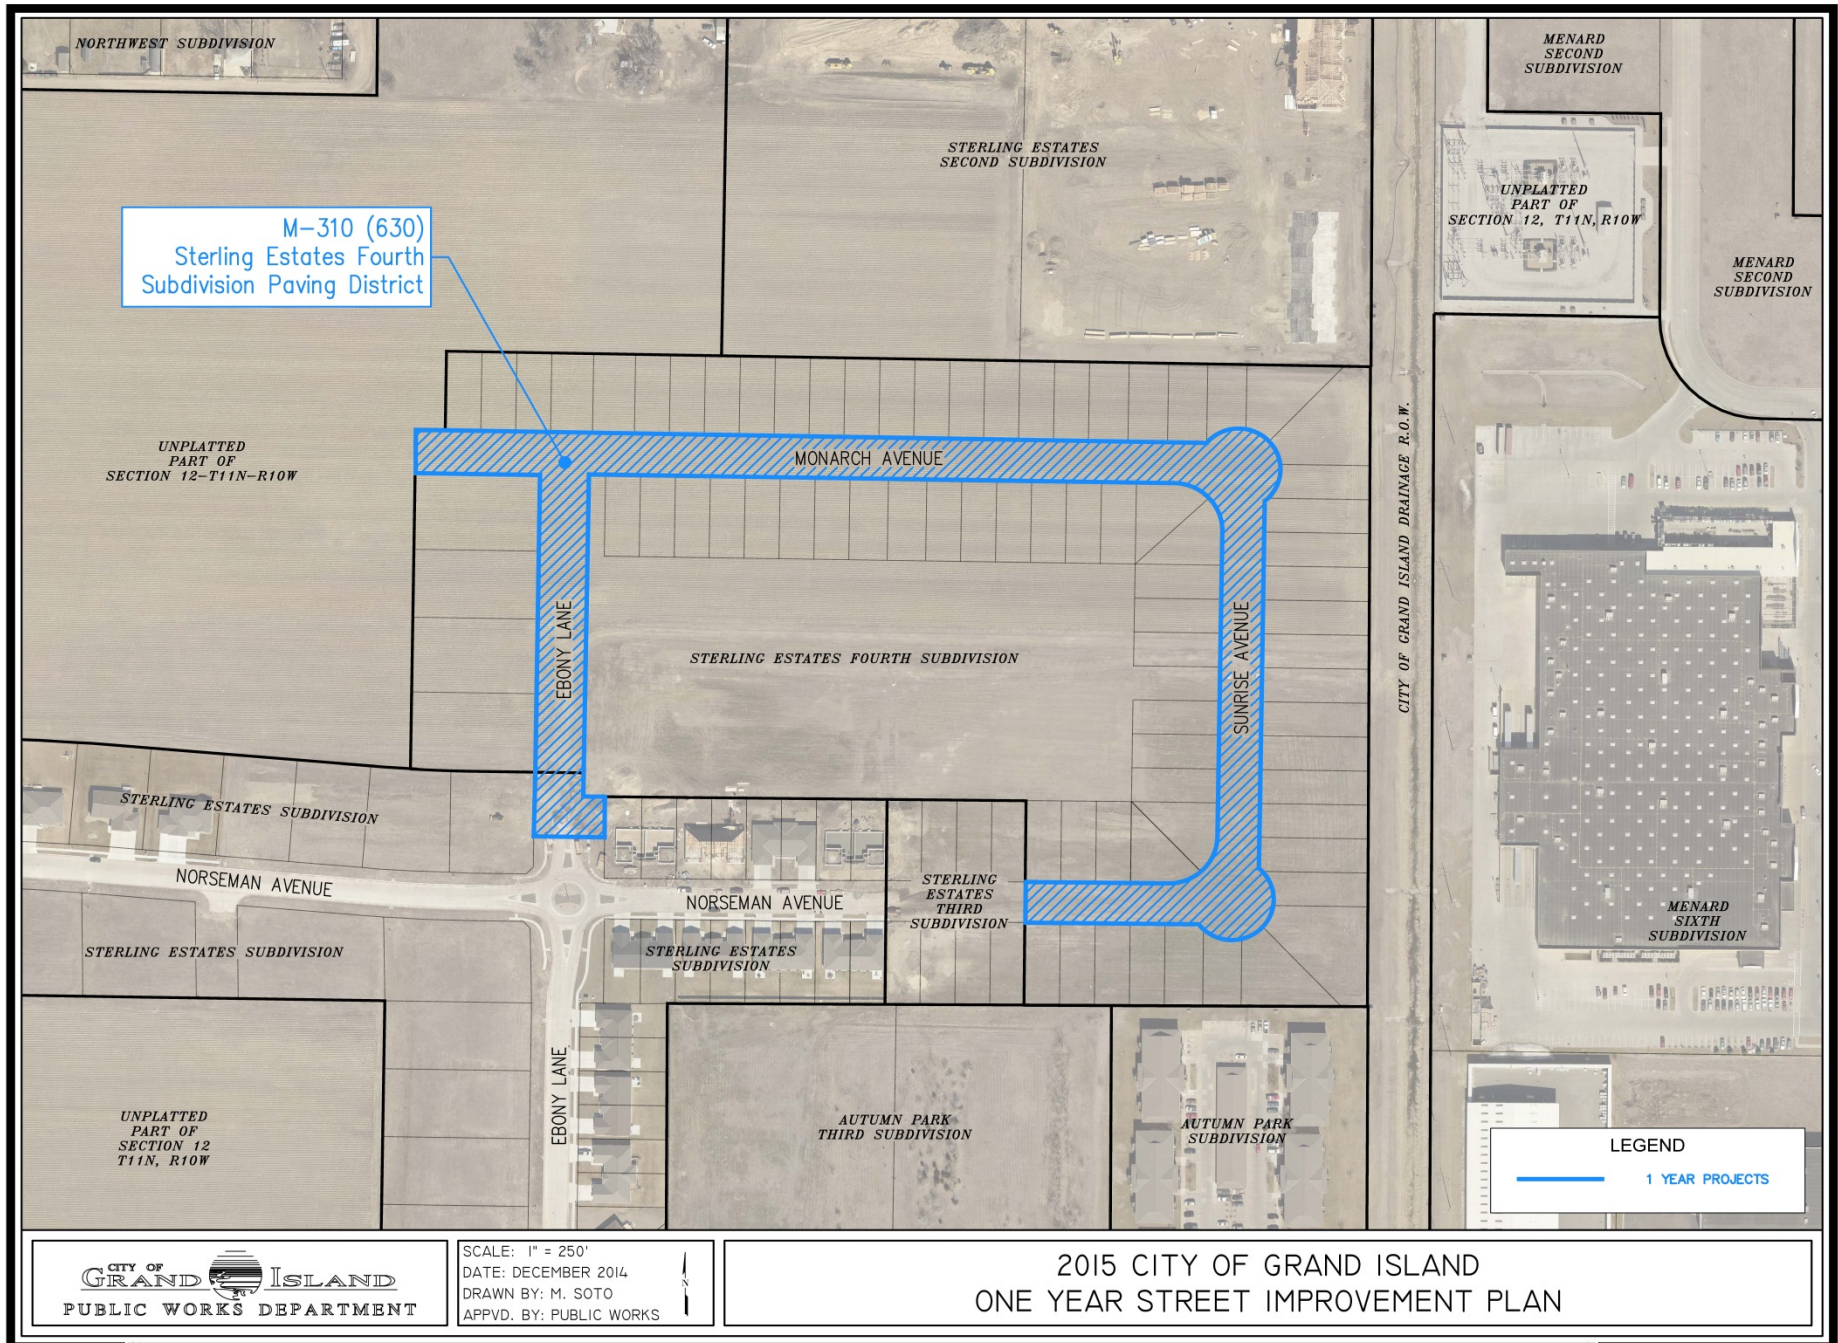 NORTHWEST SUBDIVISION
MENARD
SECOND
SUBDIVISION
STERLING ESTATES
SECOND SUBDIVISION
UNPLATTED
PART OF
SECTION 12, T11N, R10W
MENARD
SECOND
SUBDIVISION
M-310 (630)
Sterling Estates Fourth
Subdivision Paving District
UNPLATTED
PART OF
SECTION 12-T11N-R10W
MONARCH AVENUE
CITY OF GRAND ISLAND DRAINAGE R.O.W.
EBONY LANE
STERLING ESTATES FOURTH SUBDIVISION
SUNRISE AVENUE
STERLING ESTATES SUBDIVISION
NORSEMAN AVENUE
NORSEMAN AVENUE
STERLING
ESTATES
THIRD
SUBDIVISION
MENARD
SIXTH
SUBDIVISION
STERLING ESTATES SUBDIVISION
STERLING ESTATES
SUBDIVISION
EBONY LANE
UNPLATTED
PART OF
SECTION 12
T11N, R10W
AUTUMN PARK
THIRD SUBDIVISION
AUTUMN PARK
SUBDIVISION
LEGEND
1 YEAR PROJECTS
CITY OF
GRAND ISLAND
PUBLIC WORKS DEPARTMENT
SCALE: 1" = 250'
DATE: DECEMBER 2014
DRAWN BY: M. SOTO
APPVD. BY: PUBLIC WORKS
N
2015 CITY OF GRAND ISLAND
ONE YEAR STREET IMPROVEMENT PLAN